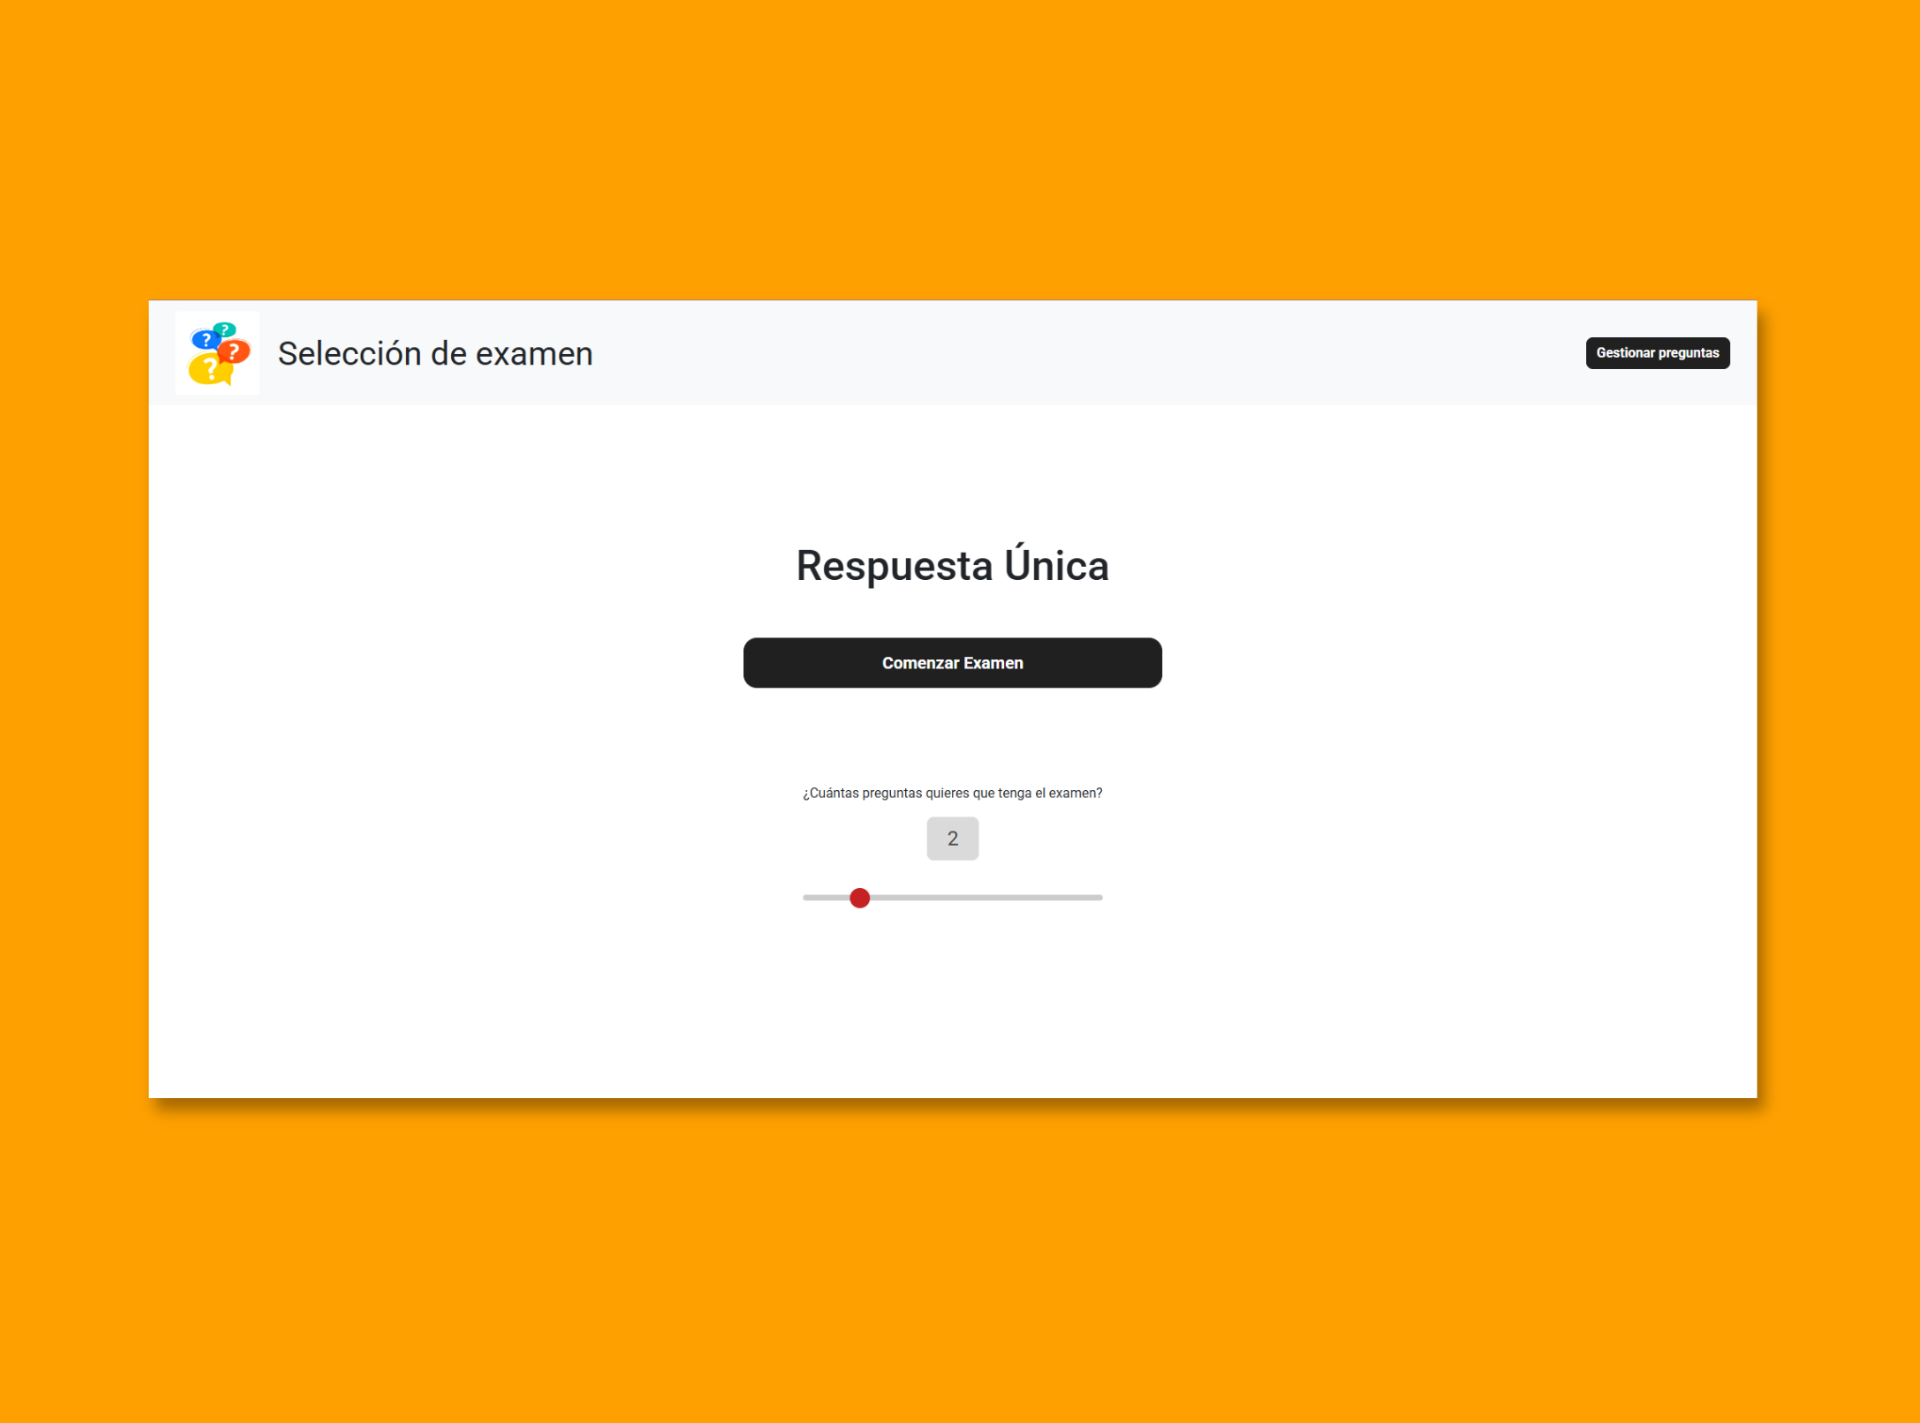 Selección de examen
Gestionar preguntas
Respuesta Única
Comenzar Examen
¿Cuántas preguntas quieres que tenga el examen?
2